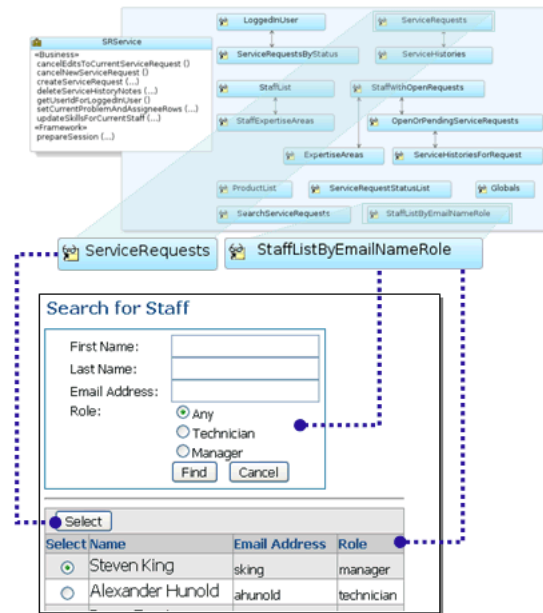 SRService
«Business»
cancelEditsToCurrentServiceRequest ()
cancelNewServiceRequest ()
createServiceRequest (...)
deleteServiceHistoryNotes (...)
getUserIdForLoggedInUser ()
setCurrentProblemAndAssigneeRows (...)
updateSkillsForCurrentStaff (...)
«Framework»
prepareSession (...)
LoggedInUser
ServiceRequests
ServiceRequestsByStatus
ServiceHistories
StaffList
StaffWithOpenRequests
StaffExpertiseAreas
OpenOrPendingServiceRequests
ExpertiseAreas
ServiceHistoriesForRequest
ProductList
ServiceRequestStatusList
Globals
SearchServiceRequests
StaffListByEmailNameRole
ServiceRequests
StaffListByEmailNameRole
Search for Staff
First Name:
Last Name:
Email Address:
Role:
Any
Technician
Manager
Find Cancel
Select
Select Name Email Address Role
Steven King sking manager
Alexander Hunold ahunold technician